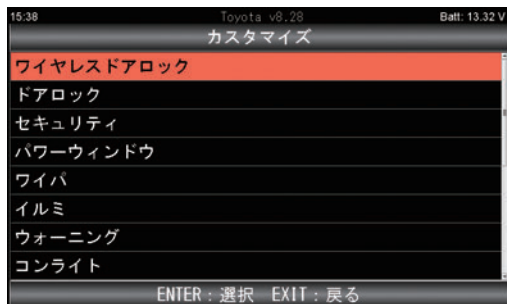 15:38 Toyota v8.28 Batt: 13.32 V
カスタマイズ
ワイヤレスドアロック
ドアロック
セキュリティ
パワーウィンドウ
ワイパ
イルミ
ウォーニング
コンライト
ENTER：選択 EXIT：戻る